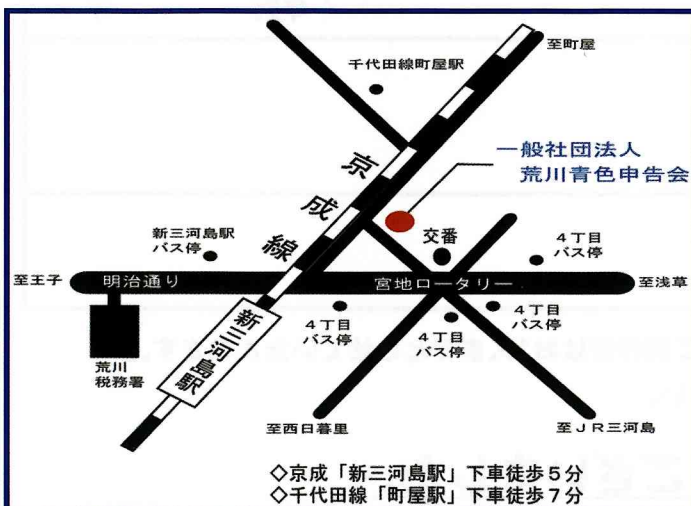 至町屋
千代田線町屋駅
一般社団法人
荒川青色申告会
京成線
新三河島駅
バス停
交番
4丁目
バス停
至王子
明治通り
宮地ロータリー
至浅草
4丁目
バス停
4丁目
バス停
4丁目
バス停
荒川
税務署
新三河島駅
至西日暮里
至JR三河島
◇京成「新三河島駅」下車徒歩5分
◇千代田線「町屋駅」下車徒歩7分